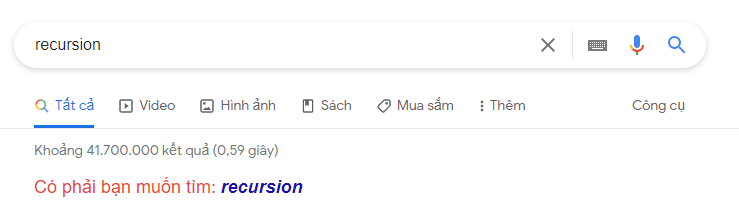 recursion
Tất cả Video Hình ảnh Sách Mua sắm Thêm Công cụ
Khoảng 41.700.000 kết quả (0,59 giây)
Có phải bạn muốn tìm: recursion